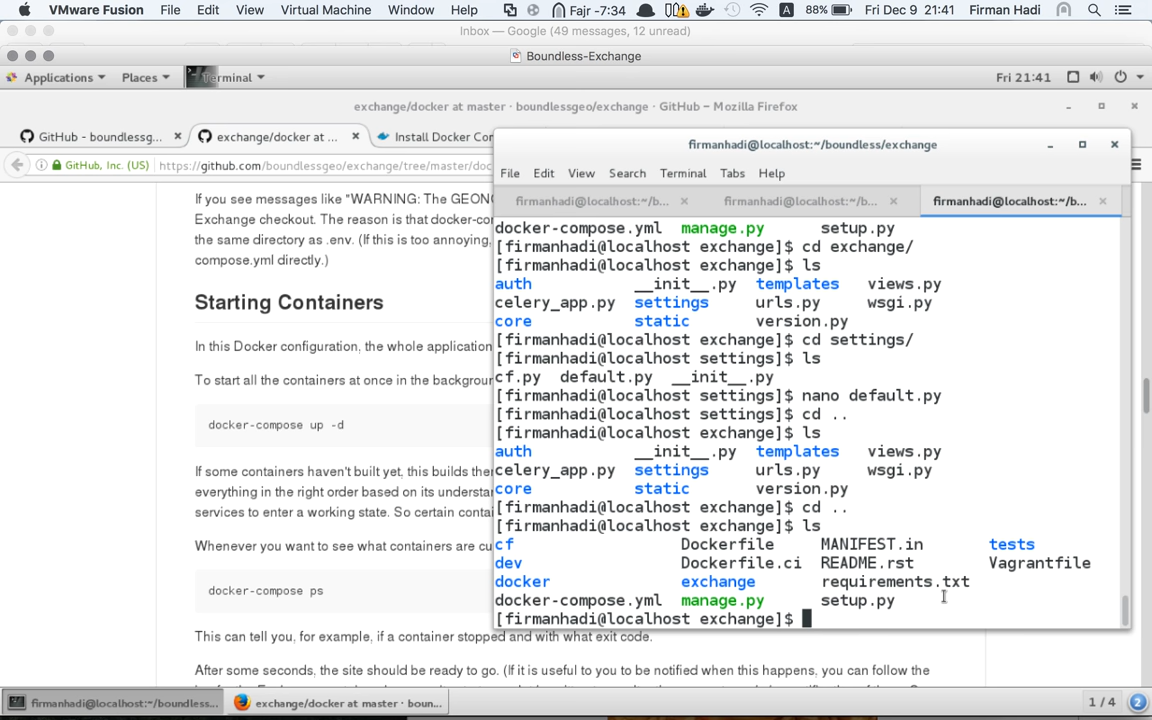 VMware Fusion File Edit View Virtual Machine Window Help Fajr -7:34 A 88% Fri Dec 9 21:41 Firman Hadi
Inbox — Google (49 messages, 12 unread)
Boundless-Exchange
Applications Places Terminal Fri 21:41
exchange/docker at master · boundlessgeo/exchange · GitHub - Mozilla Firefox
GitHub - boundlessg... × exchange/docker at ... × Install Docker Co
GitHub, Inc. (US) https://github.com/boundlessgeo/exchange/tree/master/doc
If you see messages like "WARNING: The GEON
Exchange checkout. The reason is that docker-co
the same directory as .env. (If this is too annoying,
compose.yml directly.)
Starting Containers
In this Docker configuration, the whole application
To start all the containers at once in the backgroun
docker-compose up -d
If some containers haven't built yet, this builds the
everything in the right order based on its understa
services to enter a working state. So certain contai
Whenever you want to see what containers are cu
docker-compose ps
This can tell you, for example, if a container stopped and with what exit code.
After some seconds, the site should be ready to go. (If it is useful to you to be notified when this happens, you can follow the
firmanhadi@localhost:~/boundless/exchange
File Edit View Search Terminal Tabs Help
firmanhadi@localhost:~/b... × firmanhadi@localhost:~/b... × firmanhadi@localhost:~/b... ×
docker-compose.yml manage.py setup.py
[firmanhadi@localhost exchange]$ cd exchange/
[firmanhadi@localhost exchange]$ ls
auth __init__.py templates views.py
celery_app.py settings urls.py wsgi.py
core static version.py
[firmanhadi@localhost exchange]$ cd settings/
[firmanhadi@localhost settings]$ ls
cf.py default.py __init__.py
[firmanhadi@localhost settings]$ nano default.py
[firmanhadi@localhost settings]$ cd ..
[firmanhadi@localhost exchange]$ ls
auth __init__.py templates views.py
celery_app.py settings urls.py wsgi.py
core static version.py
[firmanhadi@localhost exchange]$ cd ..
[firmanhadi@localhost exchange]$ ls
cf Dockerfile MANIFEST.in tests
dev Dockerfile.ci README.rst Vagrantfile
docker exchange requirements.txt
docker-compose.yml manage.py setup.py
[firmanhadi@localhost exchange]$
firmanhadi@localhost:~/boundless... exchange/docker at master · boun... 1 / 4 2